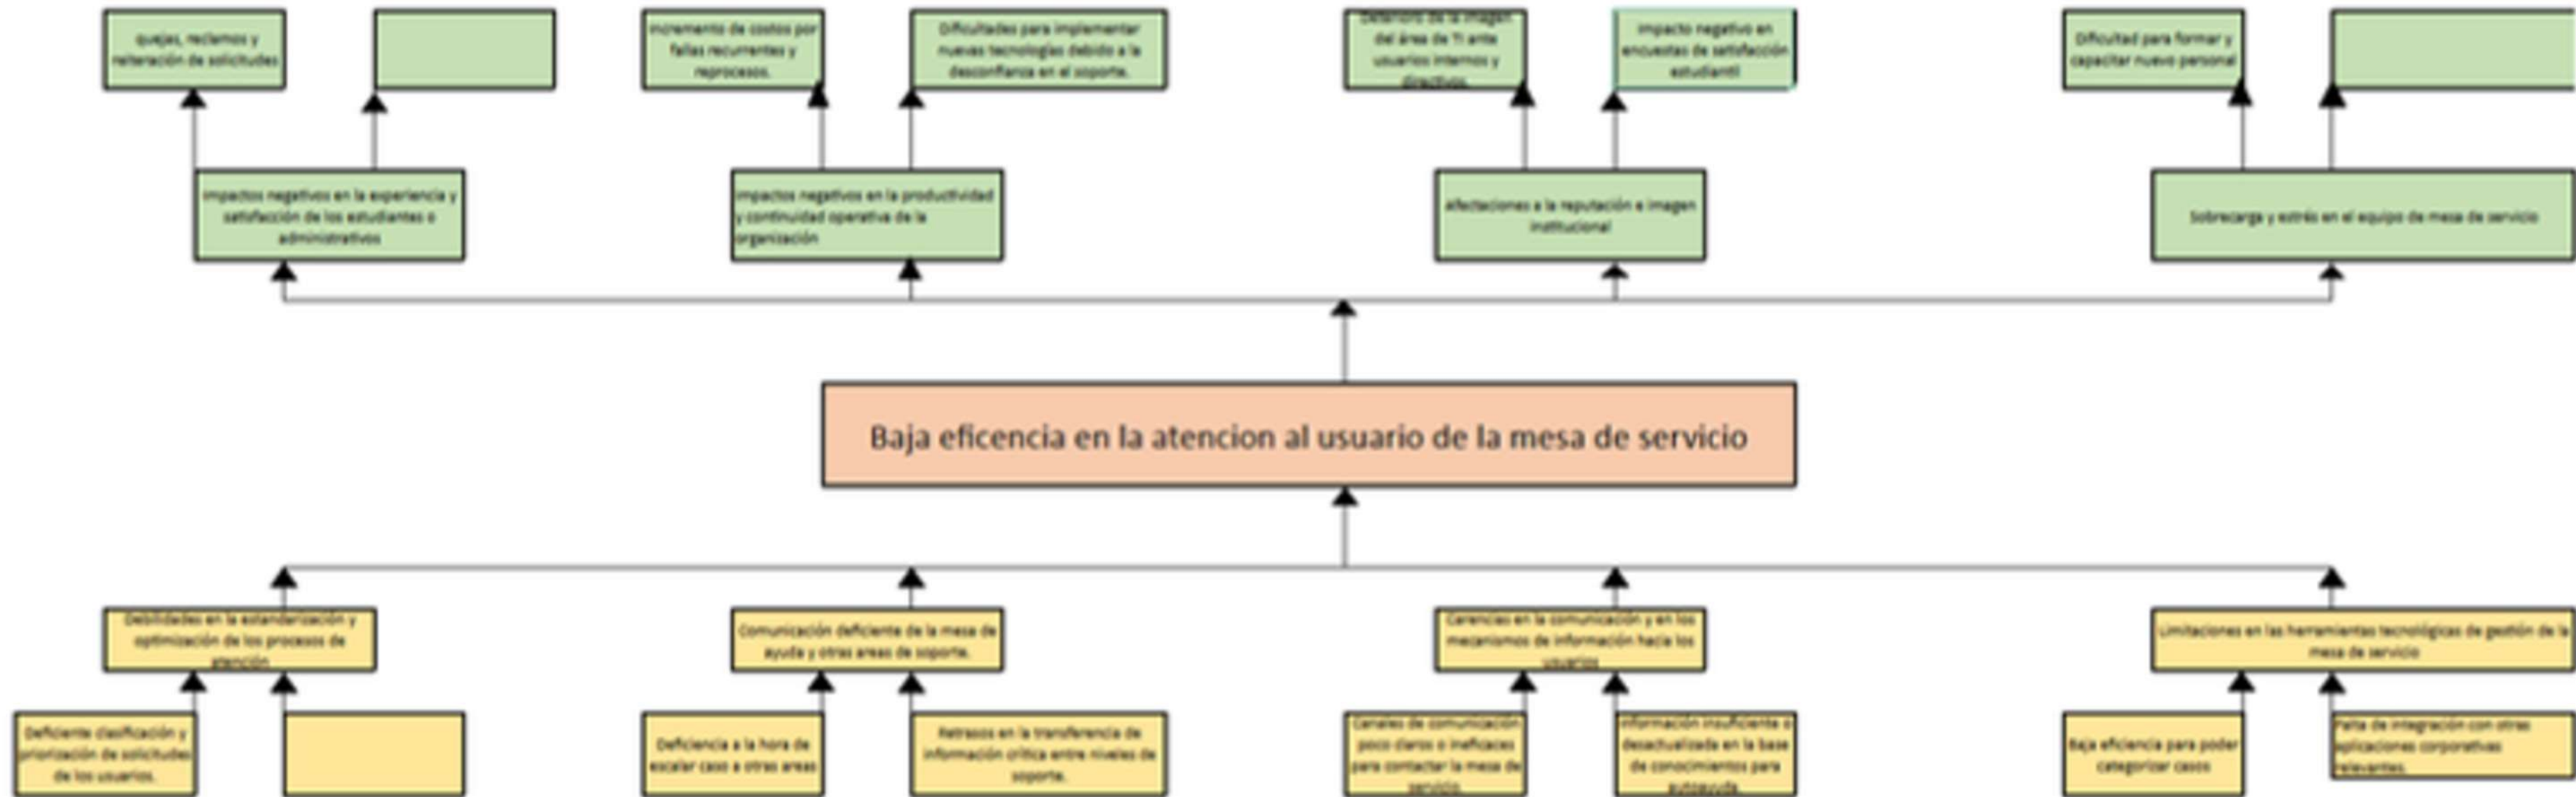 quejas, reclamos y
reiteración de solicitudes
incremento de costos por
fallas recurrentes y
reprocesos.
Dificultades para implementar
nuevas tecnologías debido a la
desconfianza en el soporte.
Deterioro de la imagen
del área de TI ante
usuarios internos y
directivos.
impacto negativo en
encuestas de satisfacción
estudiantil
Dificultad para formar y
capacitar nuevo personal
impactos negativos en la experiencia y
satisfacción de los estudiantes o
administrativos
impactos negativos en la productividad
y continuidad operativa de la
organización
Afectaciones a la reputación e imagen
institucional
Sobrecarga y estrés en el equipo de mesa de servicio
Baja eficencia en la atencion al usuario de la mesa de servicio
Debilidades en la estandarización y
optimización de los procesos de
atención
Comunicación deficiente de la mesa de
ayuda y otras areas de soporte.
Carencias en la comunicación y en los
mecanismos de información hacia los
usuarios
Limitaciones en las herramientas tecnológicas de gestión de la
mesa de servicio
Deficiente clasificación y
priorización de solicitudes
de los usuarios.
Deficiencia a la hora de
escalar caso a otras areas
Retrasos en la transferencia de
información crítica entre niveles de
soporte.
Canales de comunicación
poco claros o ineficaces
para contactar la mesa de
servicio.
información insuficiente o
desactualizada en la base
de conocimientos para
autoayuda.
Baja eficiencia para poder
categorizar casos
Falta de integración con otras
aplicaciones corporativas
relevantes.